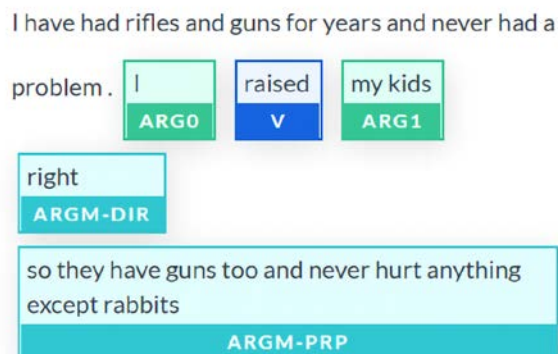 I have had rifles and guns for years and never had a
problem . I raised my kids
ARG0 V ARG1
right
ARGM-DIR
so they have guns too and never hurt anything
except rabbits
ARGM-PRP